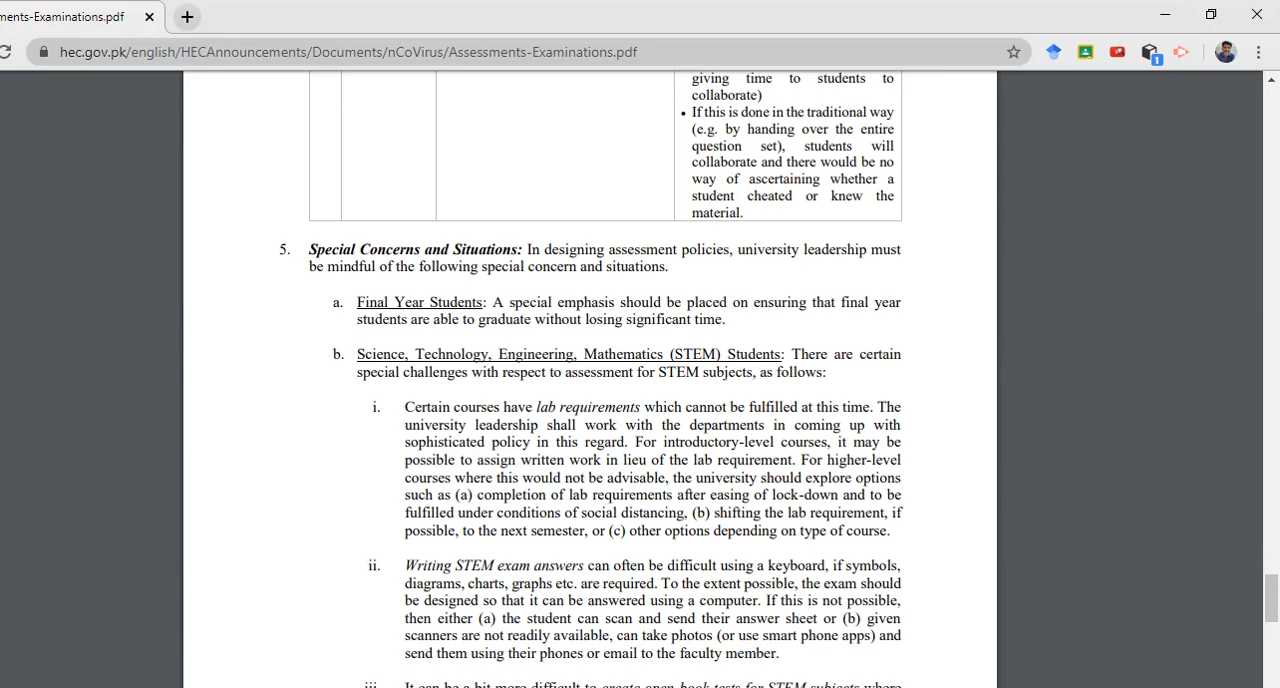 ments-Examinations.pdf
hec.gov.pk/english/HECAnnouncements/Documents/nCoVirus/Assessments-Examinations.pdf
1
giving time to students to
collaborate)
• If this is done in the traditional way
(e.g. by handing over the entire
question set), students will
collaborate and there would be no
way of ascertaining whether a
student cheated or knew the
material.
5. Special Concerns and Situations: In designing assessment policies, university leadership must
be mindful of the following special concern and situations.
a. Final Year Students: A special emphasis should be placed on ensuring that final year
students are able to graduate without losing significant time.
b. Science, Technology, Engineering, Mathematics (STEM) Students: There are certain
special challenges with respect to assessment for STEM subjects, as follows:
i. Certain courses have lab requirements which cannot be fulfilled at this time. The
university leadership shall work with the departments in coming up with
sophisticated policy in this regard. For introductory-level courses, it may be
possible to assign written work in lieu of the lab requirement. For higher-level
courses where this would not be advisable, the university should explore options
such as (a) completion of lab requirements after easing of lock-down and to be
fulfilled under conditions of social distancing, (b) shifting the lab requirement, if
possible, to the next semester, or (c) other options depending on type of course.
ii. Writing STEM exam answers can often be difficult using a keyboard, if symbols,
diagrams, charts, graphs etc. are required. To the extent possible, the exam should
be designed so that it can be answered using a computer. If this is not possible,
then either (a) the student can scan and send their answer sheet or (b) given
scanners are not readily available, can take photos (or use smart phone apps) and
send them using their phones or email to the faculty member.
iii. It can be a bit more difficult to create open-book tests for STEM subjects where